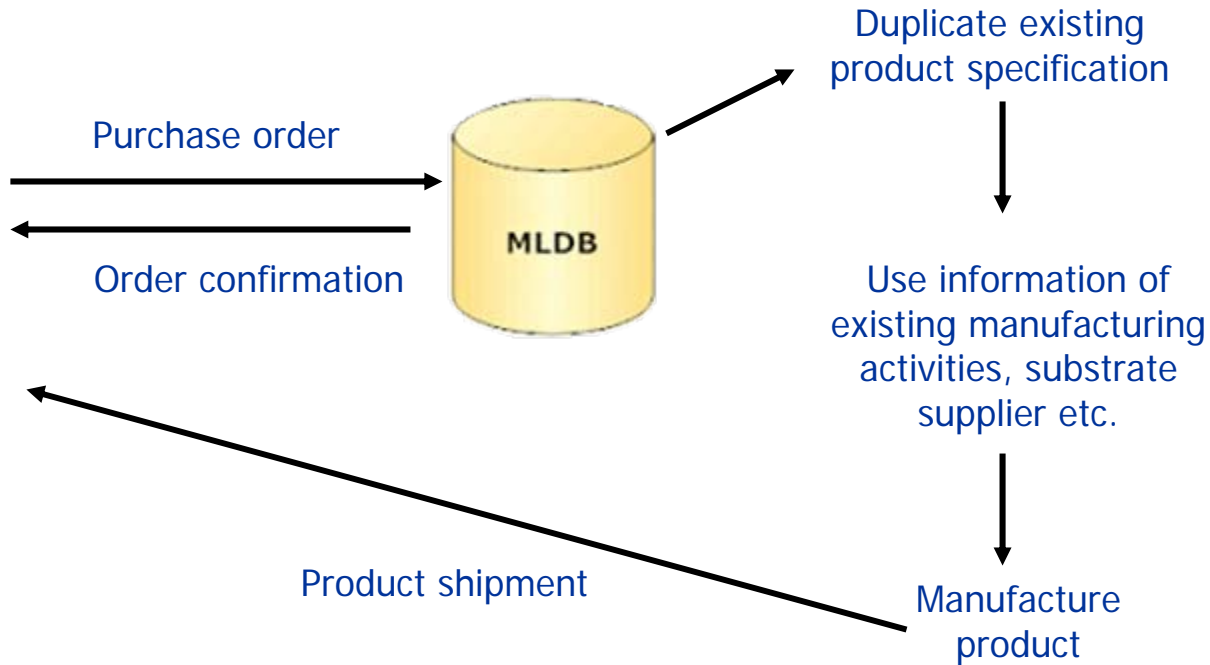 Duplicate existing
product specification
Purchase order
MLDB
Order confirmation
Use information of
existing manufacturing
activities, substrate
supplier etc.
Product shipment
Manufacture
product